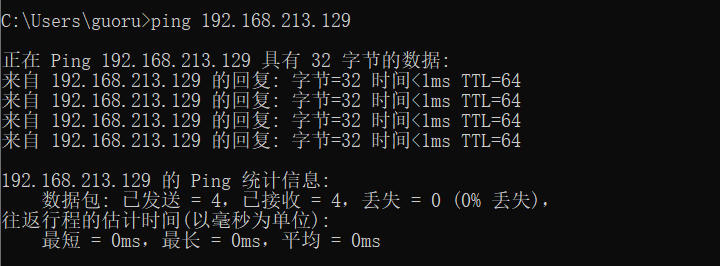 C:\Users\guoru>ping 192.168.213.129
正在 Ping 192.168.213.129 具有 32 字节的数据:
来自 192.168.213.129 的回复: 字节=32 时间<1ms TTL=64
来自 192.168.213.129 的回复: 字节=32 时间<1ms TTL=64
来自 192.168.213.129 的回复: 字节=32 时间<1ms TTL=64
来自 192.168.213.129 的回复: 字节=32 时间<1ms TTL=64
192.168.213.129 的 Ping 统计信息:
数据包: 已发送 = 4，已接收 = 4，丢失 = 0 (0% 丢失)，
往返行程的估计时间(以毫秒为单位):
最短 = 0ms，最长 = 0ms，平均 = 0ms